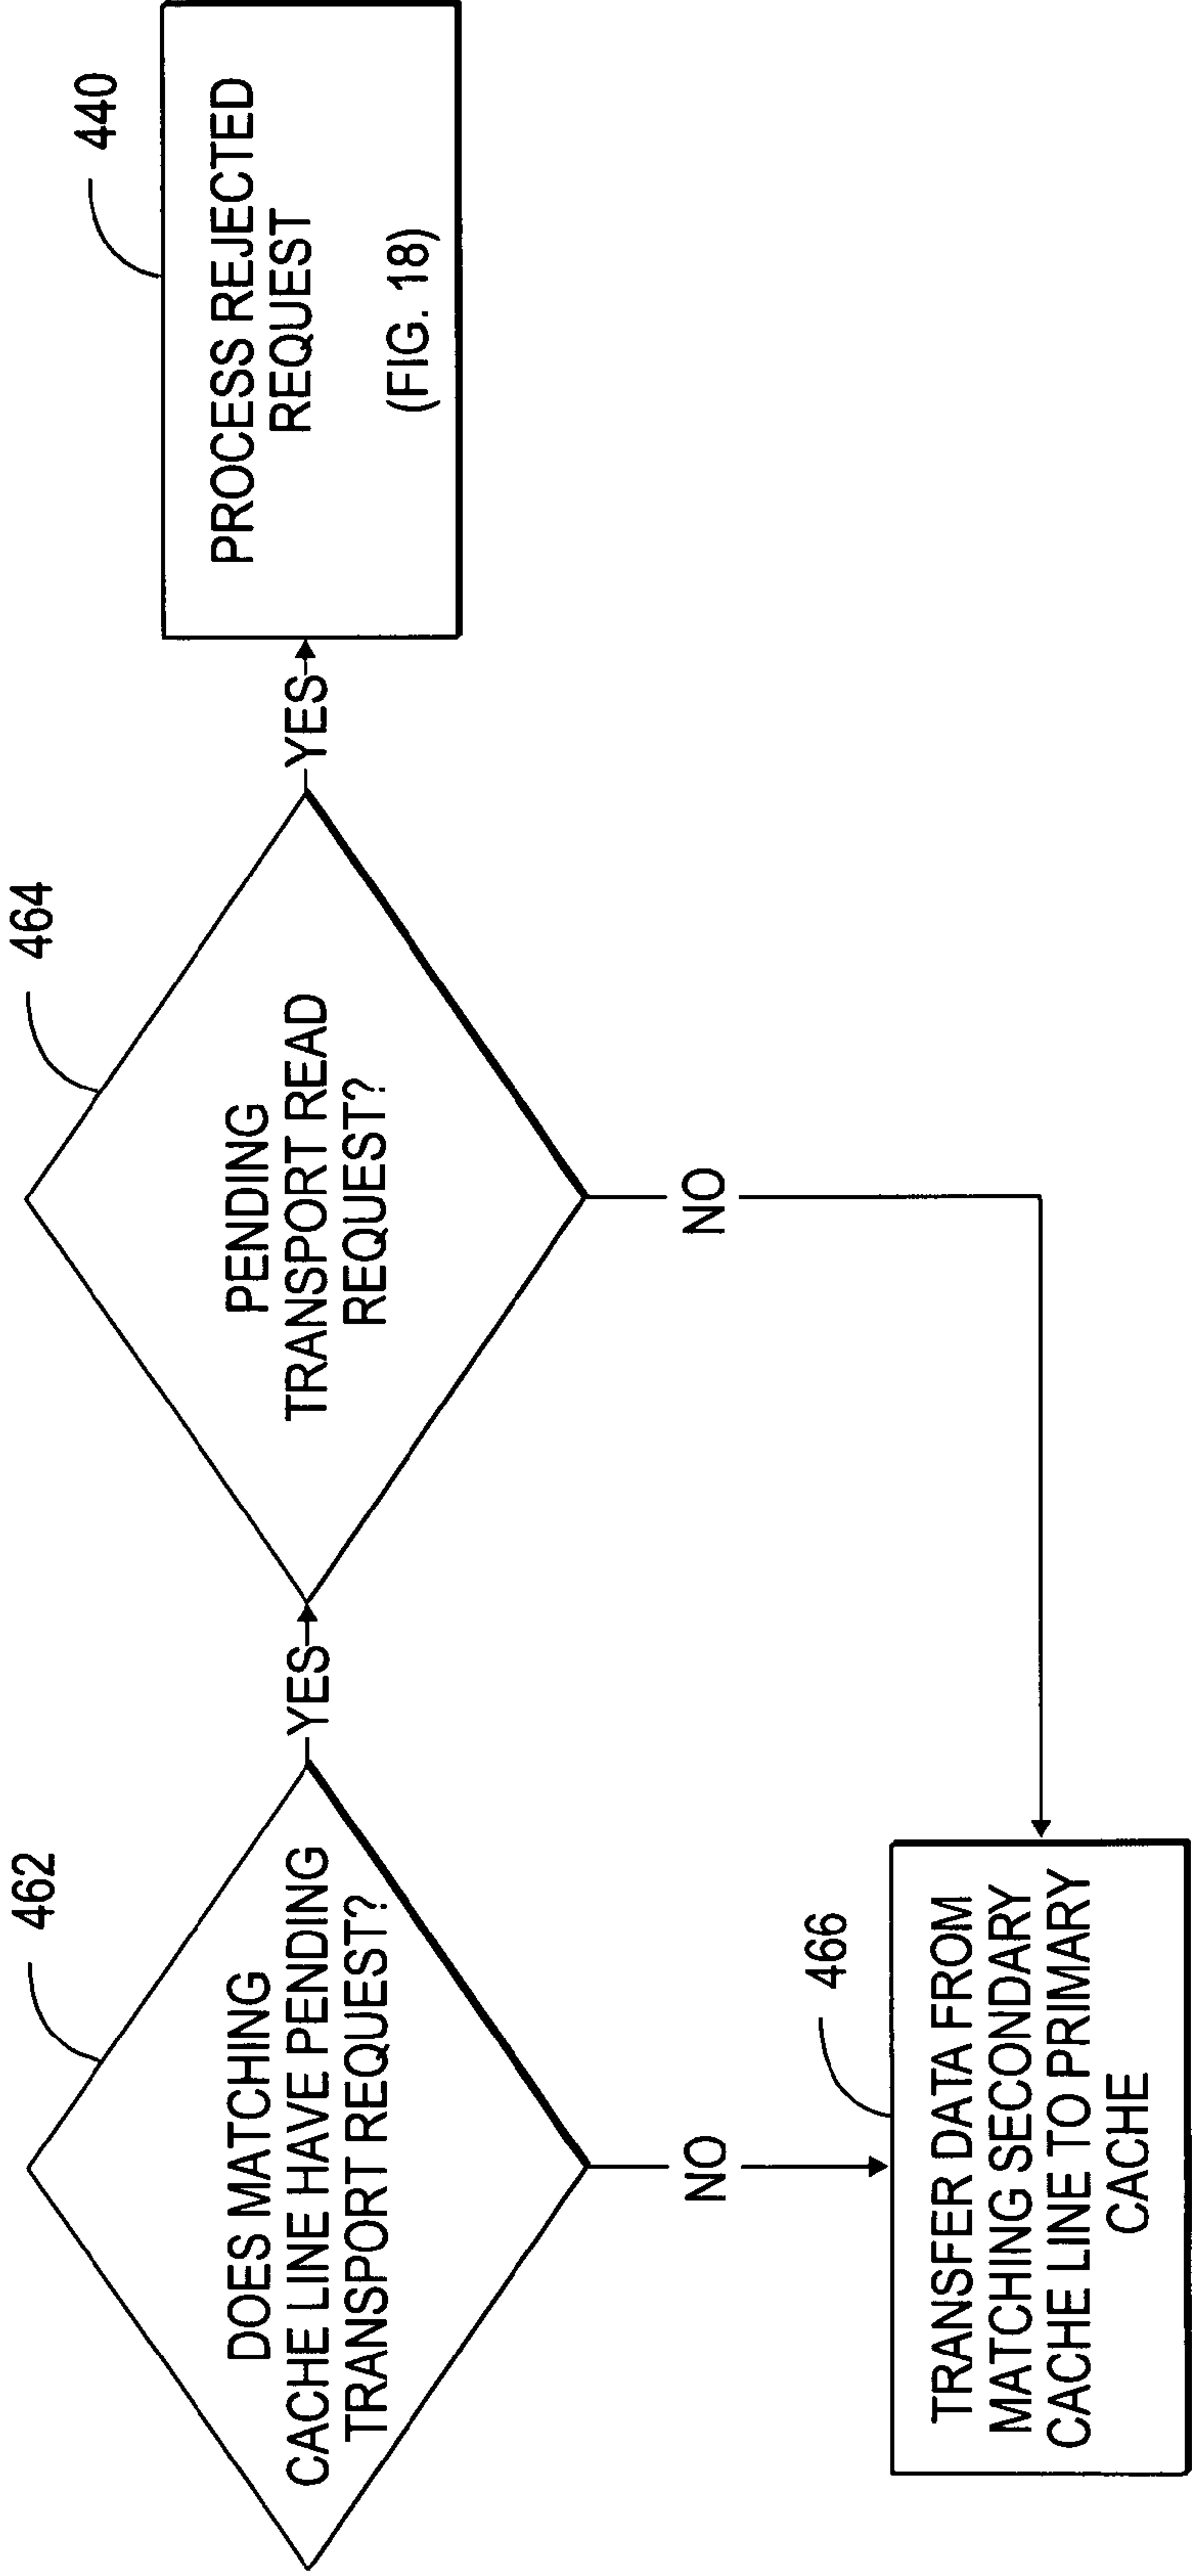 462
DOES MATCHING
CACHE LINE HAVE PENDING
TRANSPORT REQUEST?
YES
464
PENDING
TRANSPORT READ
REQUEST?
YES
440
PROCESS REJECTED
REQUEST
(FIG. 18)
NO
NO
466
TRANSFER DATA FROM
MATCHING SECONDARY
CACHE LINE TO PRIMARY
CACHE